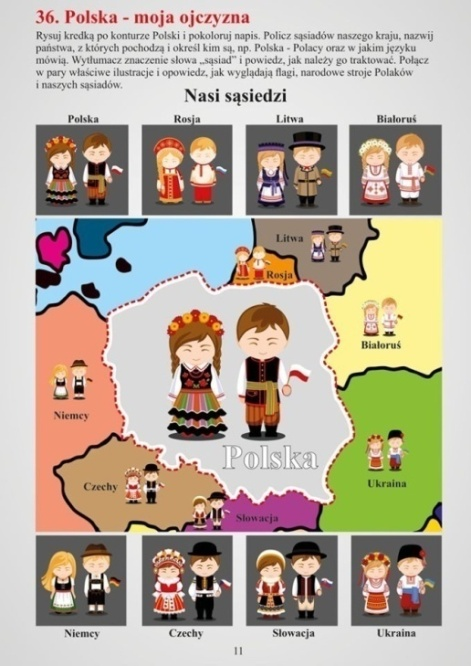 36. Polska - moja ojczyzna
Rysuj kredką po konturze Polski i pokoloruj napis. Policz sąsiadów naszego kraju, nazwij
państwa, z których pochodzą i określ kim są, np. Polska - Polacy oraz w jakim języku
mówią. Wytłumacz znaczenie słowa „sąsiad” i powiedz, jak należy go traktować. Połącz
w pary właściwe ilustracje i opowiedz, jak wyglądają flagi, narodowe stroje Polaków
i naszych sąsiadów.
Nasi sąsiedzi
Polska Rosja Litwa Białoruś
Litwa
Rosja
Białoruś
Niemcy
Polska
Czechy
Ukraina
Słowacja
Niemcy Czechy Słowacja Ukraina
11